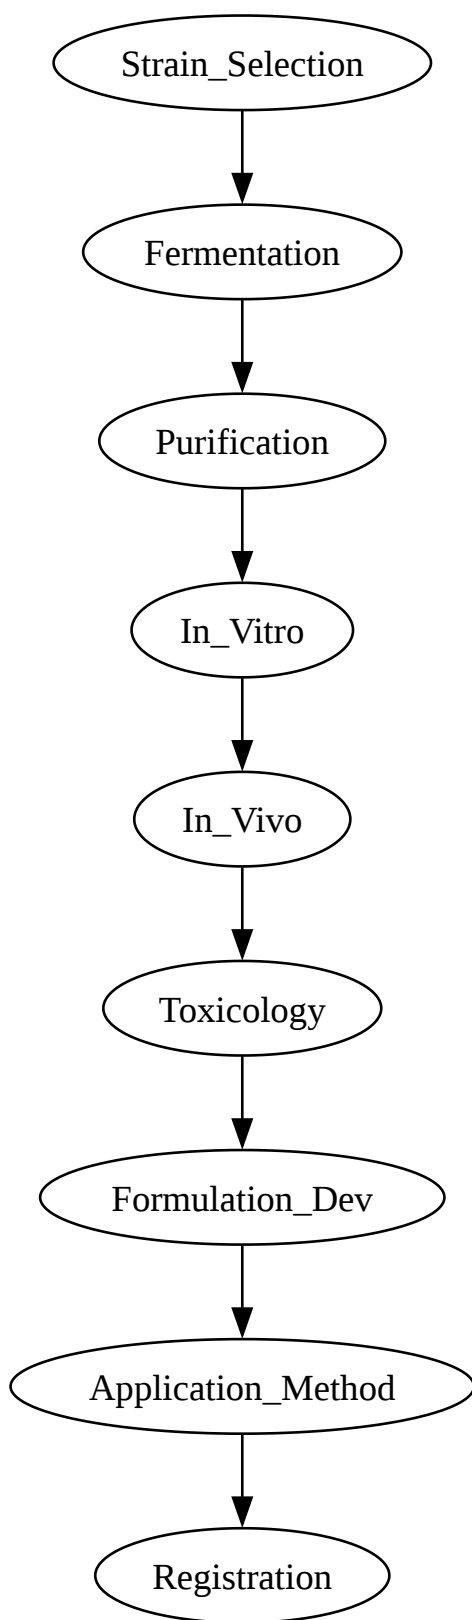 Strain_Selection
Fermentation
Purification
In_Vitro
In_Vivo
Toxicology
Formulation_Dev
Application_Method
Registration